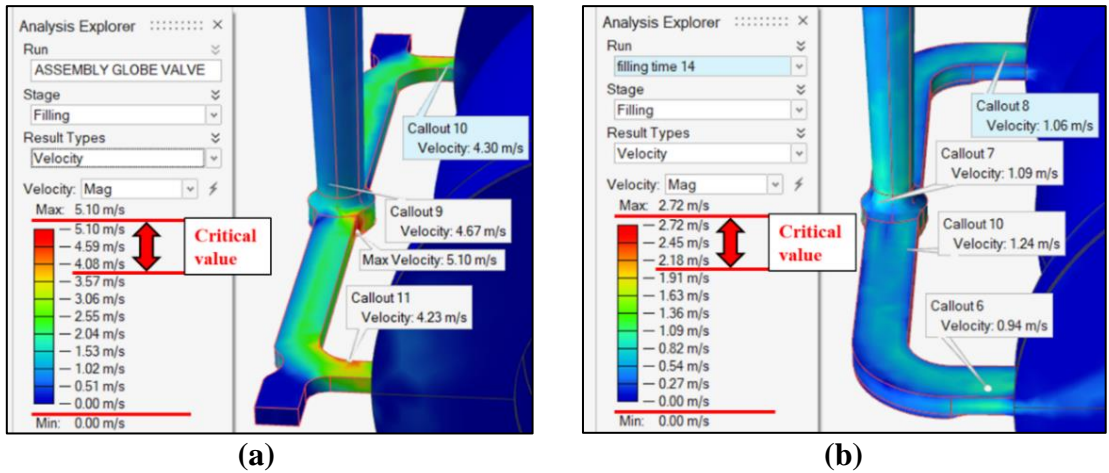 Analysis Explorer
Run
ASSEMBLY GLOBE VALVE
Stage
Filling
Result Types
Velocity
Velocity: Mag
Max: 5.10 m/s
5.10 m/s
4.59 m/s
4.08 m/s
3.57 m/s
3.06 m/s
2.55 m/s
2.04 m/s
1.53 m/s
1.02 m/s
0.51 m/s
0.00 m/s
Min: 0.00 m/s
Critical
value
Callout 10
Velocity: 4.30 m/s
Callout 9
Velocity: 4.67 m/s
Max Velocity: 5.10 m/s
Callout 11
Velocity: 4.23 m/s
(a)
Analysis Explorer
Run
filling time 14
Stage
Filling
Result Types
Velocity
Velocity: Mag
Max: 2.72 m/s
2.72 m/s
2.45 m/s
2.18 m/s
1.91 m/s
1.63 m/s
1.36 m/s
1.09 m/s
0.82 m/s
0.54 m/s
0.27 m/s
0.00 m/s
Min: 0.00 m/s
Critical
value
Callout 8
Velocity: 1.06 m/s
Callout 7
Velocity: 1.09 m/s
Callout 10
Velocity: 1.24 m/s
Callout 6
Velocity: 0.94 m/s
(b)